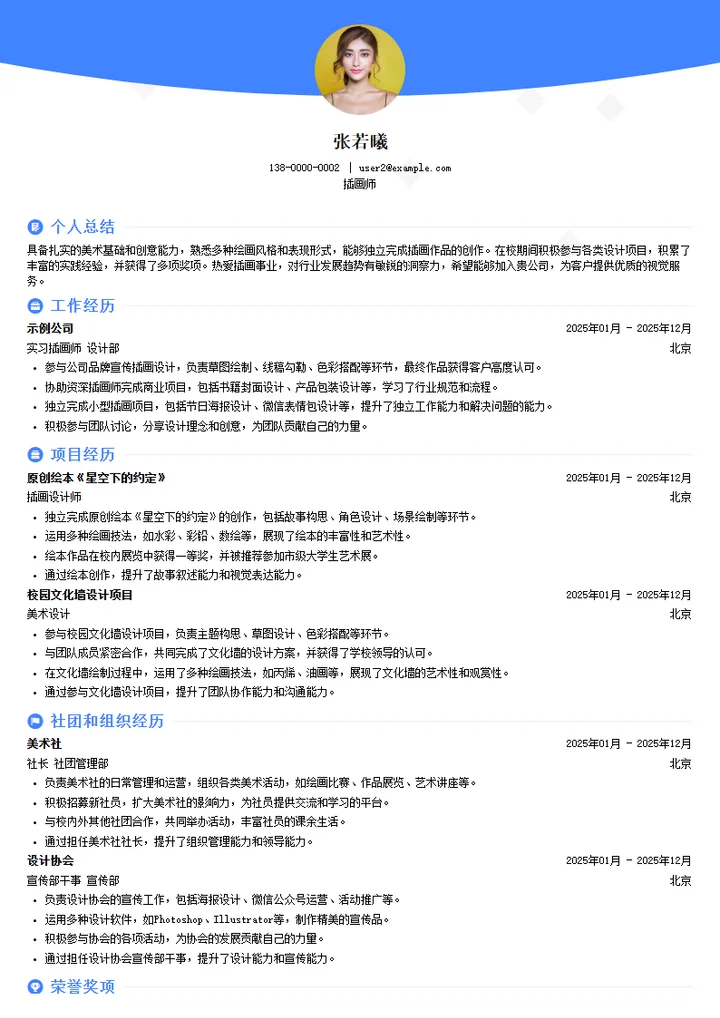 张若曦
138-0000-0002 | user2@example.com
插画师
个人总结
具备扎实的美术基础和创意能力，熟悉多种绘画风格和表现形式，能够独立完成插画作品的创作。在校期间积极参与各类设计项目，积累了
丰富的实践经验，并获得了多项奖项。热爱插画事业，对行业发展趋势有敏锐的洞察力，希望能够加入贵公司，为客户提供优质的视觉服
务。
工作经历
示例公司 2025年01月 - 2025年12月
实习插画师 设计部 北京
• 参与公司品牌宣传插画设计，负责草图绘制、线稿勾勒、色彩搭配等环节，最终作品获得客户高度认可。
• 协助资深插画师完成商业项目，包括书籍封面设计、产品包装设计等，学习了行业规范和流程。
• 独立完成小型插画项目，包括节日海报设计、微信表情包设计等，提升了独立工作能力和解决问题的能力。
• 积极参与团队讨论，分享设计理念和创意，为团队贡献自己的力量。
项目经历
原创绘本《星空下的约定》 2025年01月 - 2025年12月
插画设计师 北京
• 独立完成原创绘本《星空下的约定》的创作，包括故事构思、角色设计、场景绘制等环节。
• 运用多种绘画技法，如水彩、彩铅、数绘等，展现了绘本的丰富性和艺术性。
• 绘本作品在校内展览中获得一等奖，并被推荐参加市级大学生艺术展。
• 通过绘本创作，提升了故事叙述能力和视觉表达能力。
校园文化墙设计项目 2025年01月 - 2025年12月
美术设计 北京
• 参与校园文化墙设计项目，负责主题构思、草图设计、色彩搭配等环节。
• 与团队成员紧密合作，共同完成了文化墙的设计方案，并获得了学校领导的认可。
• 在文化墙绘制过程中，运用了多种绘画技法，如丙烯、油画等，展现了文化墙的艺术性和观赏性。
• 通过参与文化墙设计项目，提升了团队协作能力和沟通能力。
社团和组织经历
美术社 2025年01月 - 2025年12月
社长 社团管理部 北京
• 负责美术社的日常管理和运营，组织各类美术活动，如绘画比赛、作品展览、艺术讲座等。
• 积极招募新社员，扩大美术社的影响力，为社员提供交流和学习的平台。
• 与校内外其他社团合作，共同举办活动，丰富社员的课余生活。
• 通过担任美术社社长，提升了组织管理能力和领导能力。
设计协会 2025年01月 - 2025年12月
宣传部干事 宣传部 北京
• 负责设计协会的宣传工作，包括海报设计、微信公众号运营、活动推广等。
• 运用多种设计软件，如Photoshop、Illustrator等，制作精美的宣传品。
• 积极参与协会的各项活动，为协会的发展贡献自己的力量。
• 通过担任设计协会宣传部干事，提升了设计能力和宣传能力。
荣誉奖项